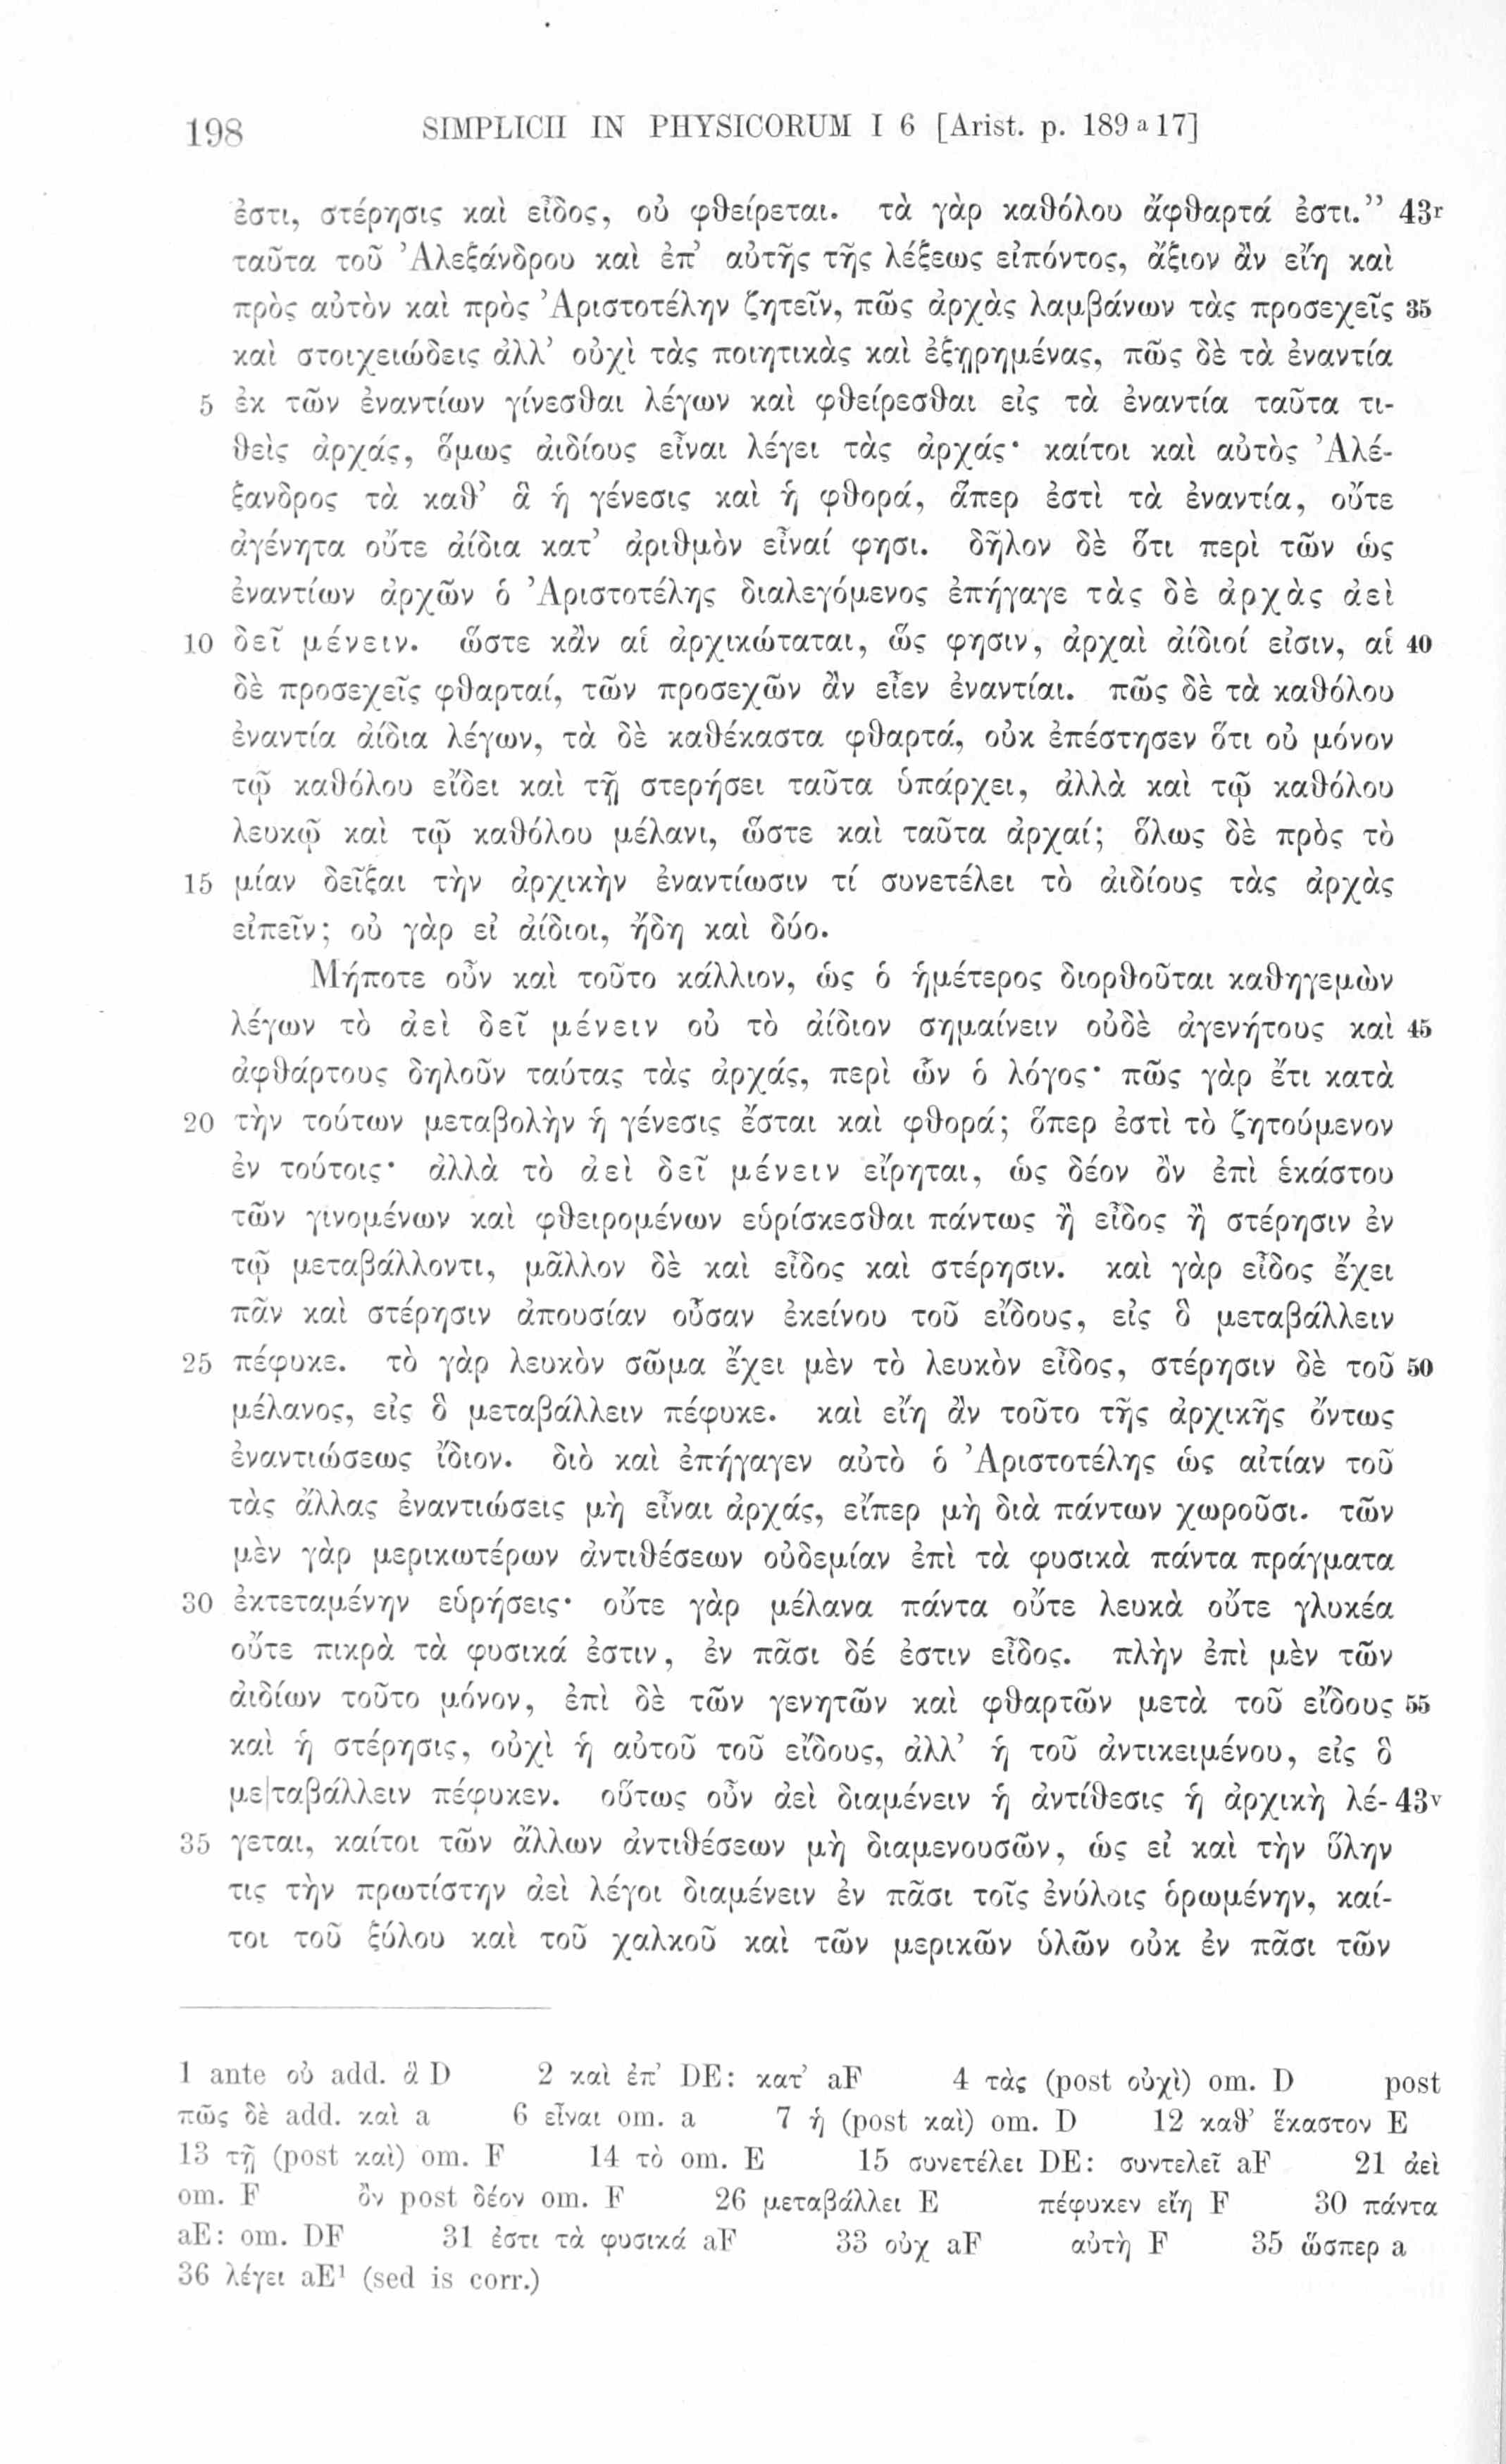 198 SIMPLICII IN PHYSICORUM I 6 [Arist. p. 189 a 17]
ἐστι, στέρησις καὶ εἶδος, οὐ φθείρεται. τὰ γὰρ καθόλου ἄφθαρτά ἐστι.” 43r
ταῦτα τοῦ Ἀλεξάνδρου καὶ ἐπ’ αὐτῆς τῆς λέξεως εἰπόντος, ἄξιον ἂν εἴη καὶ
πρὸς αὐτὸν καὶ πρὸς Ἀριστοτέλην ζητεῖν, πῶς ἀρχὰς λαμβάνων τὰς προσεχεῖς 35
καὶ στοιχειώδεις ἀλλ’ οὐχὶ τὰς ποιητικὰς καὶ ἐξῃρημένας, πῶς δὲ τὰ ἐναντία
5 ἐκ τῶν ἐναντίων γίνεσθαι λέγων καὶ φθείρεσθαι εἰς τὰ ἐναντία ταῦτα τι-
θεὶς ἀρχάς, ὅμως ἀιδίους εἶναι λέγει τὰς ἀρχάς· καίτοι καὶ αὐτὸς Ἀλέ-
ξανδρος τὰ καθ’ ἃ ἡ γένεσις καὶ ἡ φθορά, ἅπερ ἐστὶ τὰ ἐναντία, οὔτε
ἀγένητα οὔτε ἀίδια κατ’ ἀριθμὸν εἶναί φησι. δῆλον δὲ ὅτι περὶ τῶν ὡς
ἐναντίων ἀρχῶν ὁ Ἀριστοτέλης διαλεγόμενος ἐπήγαγε τὰς δὲ ἀρχὰς ἀεὶ
10 δεῖ μένειν. ὥστε κἂν αἱ ἀρχικώταται, ὥς φησιν, ἀρχαὶ ἀίδιοί εἰσιν, αἱ 40
δὲ προσεχεῖς φθαρταί, τῶν προσεχῶν ἂν εἶεν ἐναντίαι. πῶς δὲ τὰ καθόλου
ἐναντία ἀίδια λέγων, τὰ δὲ καθέκαστα φθαρτά, οὐκ ἐπέστησεν ὅτι οὐ μόνον
τῷ καθόλου εἴδει καὶ τῇ στερήσει ταῦτα ὑπάρχει, ἀλλὰ καὶ τῷ καθόλου
λευκῷ καὶ τῷ καθόλου μέλανι, ὥστε καὶ ταῦτα ἀρχαί; ὅλως δὲ πρὸς τὸ
15 μίαν δεῖξαι τὴν ἀρχικὴν ἐναντίωσιν τί συνετέλει τὸ ἀιδίους τὰς ἀρχὰς
εἰπεῖν; οὐ γὰρ εἰ ἀίδιοι, ἤδη καὶ δύο.
Μήποτε οὖν καὶ τοῦτο κάλλιον, ὡς ὁ ἡμέτερος διορθοῦται καθηγεμὼν
λέγων τὸ ἀεὶ δεῖ μένειν οὐ τὸ ἀίδιον σημαίνειν οὐδὲ ἀγενήτους καὶ 45
ἀφθάρτους δηλοῦν ταύτας τὰς ἀρχάς, περὶ ὧν ὁ λόγος· πῶς γὰρ ἔτι κατὰ
20 τὴν τούτων μεταβολὴν ἡ γένεσις ἔσται καὶ φθορά; ὅπερ ἐστὶ τὸ ζητούμενον
ἐν τούτοις· ἀλλὰ τὸ ἀεὶ δεῖ μένειν εἴρηται, ὡς δέον ὂν ἐπὶ ἑκάστου
τῶν γινομένων καὶ φθειρομένων εὑρίσκεσθαι πάντως ἢ εἶδος ἢ στέρησιν ἐν
τῷ μεταβάλλοντι, μᾶλλον δὲ καὶ εἶδος καὶ στέρησιν. καὶ γὰρ εἶδος ἔχει
πᾶν καὶ στέρησιν ἀπουσίαν οὖσαν ἐκείνου τοῦ εἴδους, εἰς ὃ μεταβάλλειν
25 πέφυκε. τὸ γὰρ λευκὸν σῶμα ἔχει μὲν τὸ λευκὸν εἶδος, στέρησιν δὲ τοῦ 50
μέλανος, εἰς ὃ μεταβάλλειν πέφυκε. καὶ εἴη ἂν τοῦτο τῆς ἀρχικῆς ὄντως
ἐναντιώσεως ἴδιον. διὸ καὶ ἐπήγαγεν αὐτὸ ὁ Ἀριστοτέλης ὡς αἰτίαν τοῦ
τὰς ἄλλας ἐναντιώσεις μὴ εἶναι ἀρχάς, εἴπερ μὴ διὰ πάντων χωροῦσι. τῶν
μὲν γὰρ μερικωτέρων ἀντιθέσεων οὐδεμίαν ἐπὶ τὰ φυσικὰ πάντα πράγματα
30 ἐκτεταμένην εὑρήσεις· οὔτε γὰρ μέλανα πάντα οὔτε λευκὰ οὔτε γλυκέα
οὔτε πικρὰ τὰ φυσικά ἐστιν, ἐν πᾶσι δέ ἐστιν εἶδος. πλὴν ἐπὶ μὲν τῶν
ἀιδίων τοῦτο μόνον, ἐπὶ δὲ τῶν γενητῶν καὶ φθαρτῶν μετὰ τοῦ εἴδους 55
καὶ ἡ στέρησις, οὐχὶ ἡ αὐτοῦ τοῦ εἴδους, ἀλλ’ ἡ τοῦ ἀντικειμένου, εἰς ὃ
με|ταβάλλειν πέφυκεν. οὕτως οὖν ἀεὶ διαμένειν ἡ ἀντίθεσις ἡ ἀρχικὴ λέ- 43v
35 γεται, καίτοι τῶν ἄλλων ἀντιθέσεων μὴ διαμενουσῶν, ὡς εἰ καὶ τὴν ὕλην
τις τὴν πρωτίστην ἀεὶ λέγοι διαμένειν ἐν πᾶσι τοῖς ἐνύλοις ὁρωμένην, καί-
τοι τοῦ ξύλου καὶ τοῦ χαλκοῦ καὶ τῶν μερικῶν ὑλῶν οὐκ ἐν πᾶσι τῶν
1 ante οὐ add. ἃ D 2 καὶ ἐπ’ DE: κατ’ aF 4 τὰς (post οὐχὶ) om. D post
πῶς δὲ add. καὶ a 6 εἶναι om. a 7 ἡ (post καὶ) om. D 12 καθ’ ἕκαστον E
13 τῇ (post καὶ) om. F 14 τὸ om. E 15 συνετέλει DE: συντελεῖ aF 21 ἀεὶ
om. F ὂν post δέον om. F 26 μεταβάλλει E πέφυκεν εἴη F 30 πάντα
aE: om. DF 31 ἐστι τὰ φυσικά aF 33 οὐχ aF αὐτὴ F 35 ὥσπερ a
36 λέγει aE¹ (sed is corr.)